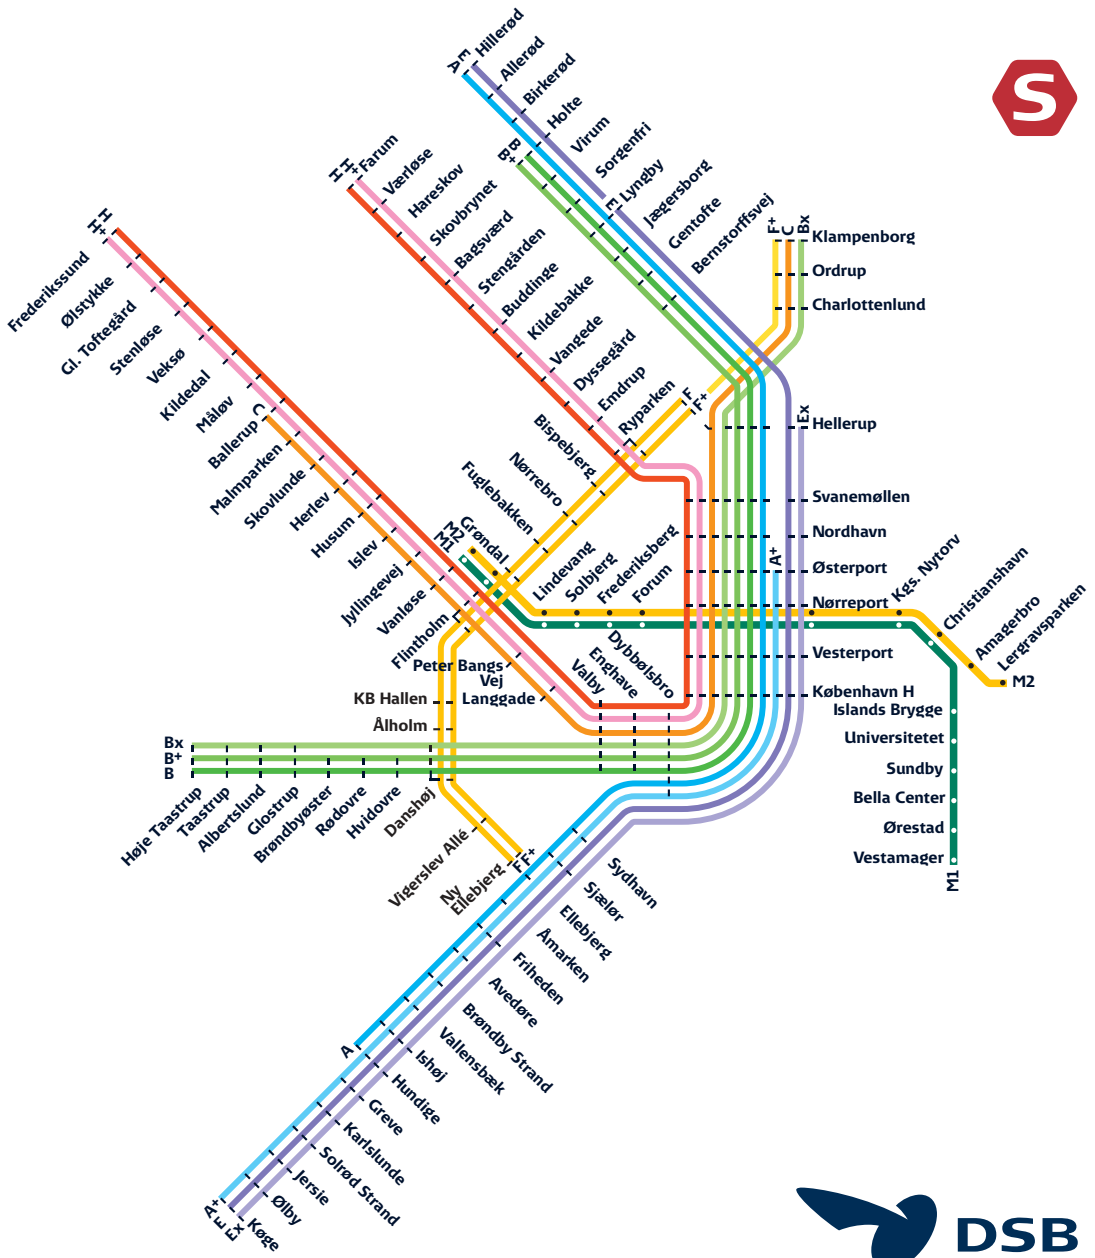 S
E
A
Hillerød
Allerød
Birkerød
Holte
Virum
Sorgenfri
Lyngby
Jægersborg
Gentofte
Bernstorffsvej
B
B+
E
H
H+
Farum
Værløse
Hareskov
Skovbrynet
Bagsværd
Stengården
Buddinge
Kildebakke
Vangede
Dyssegård
Emdrup
Ryparken
F
F+
Bispebjerg
Nørrebro
Fuglebakken
Grøndal
M2
M1
H
H+
Frederikssund
Ølstykke
Gl. Toftegård
Stenløse
Veksø
Kildedal
Måløv
C
Ballerup
Malmparken
Skovlunde
Herlev
Husum
Islev
Jyllingevej
Vanløse
Flintholm
Peter Bangs
Vej
Langgade
KB Hallen
Ålholm
F+
C
Bx
Klampenborg
Ordrup
Charlottenlund
Ex
Hellerup
Svanemøllen
Nordhavn
A+
Østerport
Nørreport
Vesterport
København H
Lindevang
Solbjerg
Frederiksberg
Forum
Kgs. Nytorv
Christianshavn
Amagerbro
Lergravsparken
M2
Islands Brygge
Universitetet
Sundby
Bella Center
Ørestad
Vestamager
M1
Valby
Enghave
Dybbølsbro
Bx
B+
B
Høje Taastrup
Taastrup
Albertslund
Glostrup
Brøndbyøster
Rødovre
Hvidovre
Danshøj
Vigerslev Allé
Ny
Ellebjerg
F
F+
Sydhavn
Sjælør
Ellebjerg
Åmarken
Friheden
Avedøre
Brøndby Strand
Vallensbæk
Ishøj
A
Hundige
Greve
Karlslunde
Solrød Strand
Jersie
Ølby
Køge
A+
E
Ex
DSB